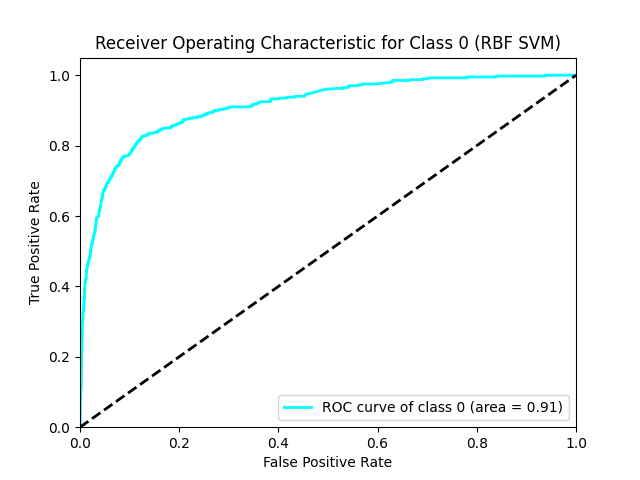 Receiver Operating Characteristic for Class 0 (RBF SVM)
True Positive Rate
1.0
0.8
0.6
0.4
0.2
0.0
ROC curve of class 0 (area = 0.91)
0.0 0.2 0.4 0.6 0.8 1.0
False Positive Rate